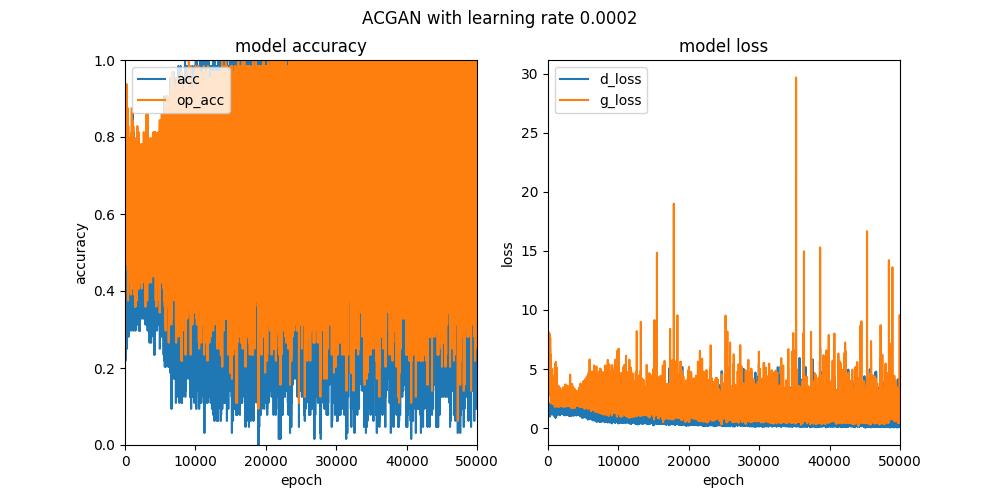 ACGAN with learning rate 0.0002
model accuracy
acc
op_acc
1.0
0.8
0.6
0.4
0.2
0.0
accuracy
0 10000 20000 30000 40000 50000
epoch
model loss
d_loss
g_loss
30
25
20
15
10
5
0
loss
0 10000 20000 30000 40000 50000
epoch